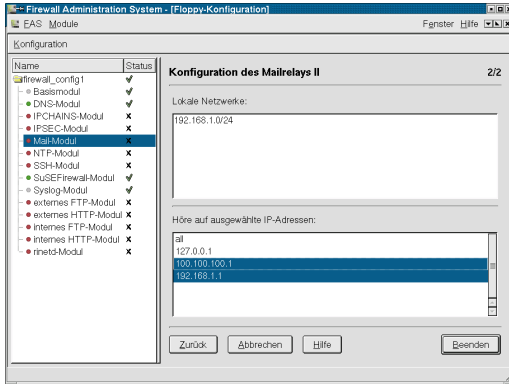 Firewall Administration System - [Floppy-Konfiguration]
FAS Module Fenster Hilfe
Konfiguration
Name Status
firewall_config1
Basismodul
DNS-Modul
IPCHAINS-Modul
IPSEC-Modul
Mail-Modul
NTP-Modul
SSH-Modul
SuSEFirewall-Modul
Syslog-Modul
externes FTP-Modul
externes HTTP-Modul
internes FTP-Modul
internes HTTP-Modul
rinetd-Modul
Konfiguration des Mailrelays II 2/2
Lokale Netzwerke:
192.168.1.0/24
Höre auf ausgewählte IP-Adressen:
all
127.0.0.1
100.100.100.1
192.168.1.1
Zurück Abbrechen Hilfe Beenden